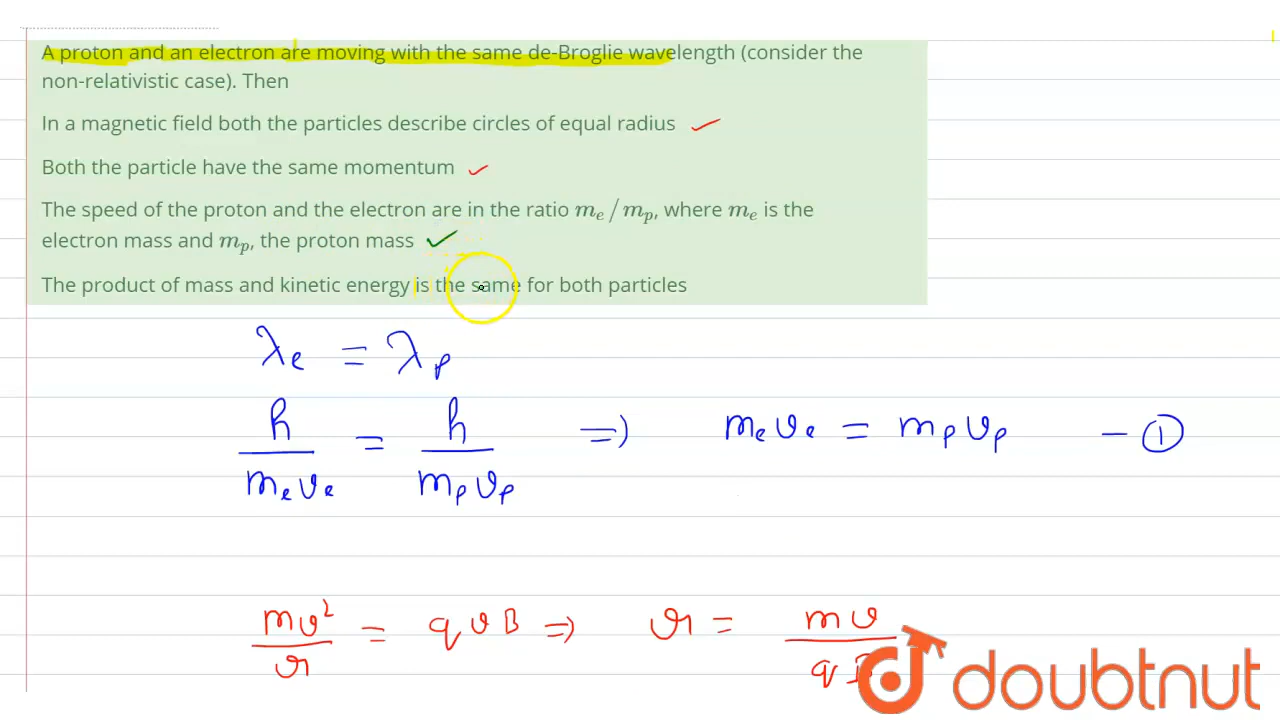 A proton and an electron are moving with the same de-Broglie wavelength (consider the
non-relativistic case). Then
In a magnetic field both the particles describe circles of equal radius
Both the particle have the same momentum
The speed of the proton and the electron are in the ratio mₑ / mₚ, where mₑ is the
electron mass and mₚ, the proton mass
The product of mass and kinetic energy is the same for both particles
λₑ = λₚ
h/mₑvₑ = h/mₚvₚ ⇒ mₑvₑ = mₚvₚ – ①
mv²/r = qvB ⇒ r = mv/qB
doubtnut